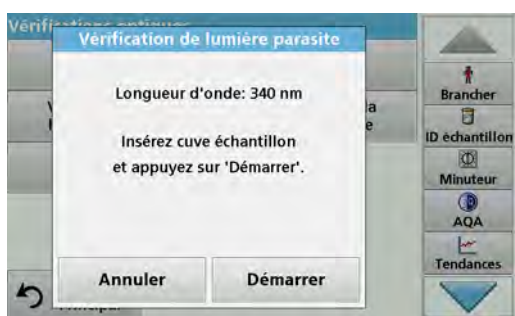 Vérification de lumière parasite
Longueur d'onde: 340 nm
Insérez cuve échantillon
et appuyez sur 'Démarrer'.
Annuler
Démarrer
Brancher
ID échantillon
Minuteur
AQA
Tendances